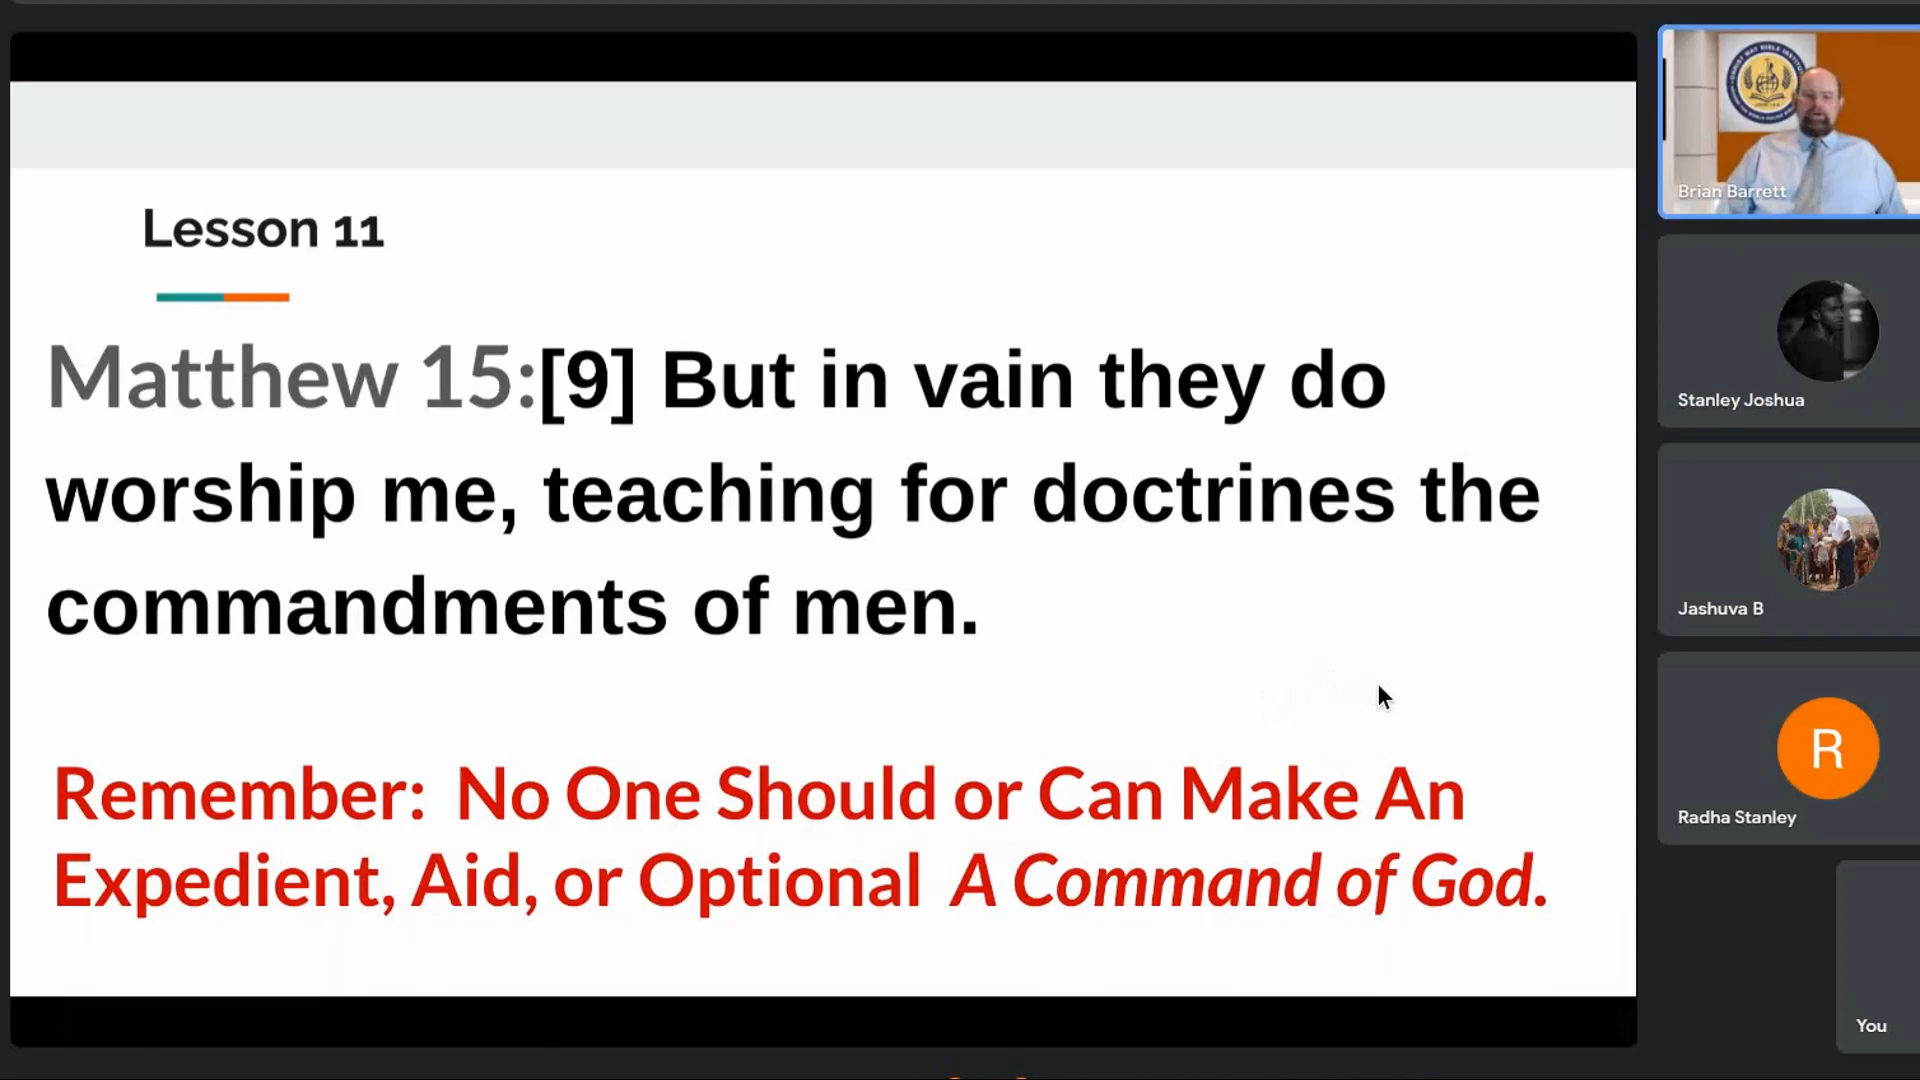 Lesson 11
Matthew 15:[9] But in vain they do
worship me, teaching for doctrines the
commandments of men.
Remember: No One Should or Can Make An
Expedient, Aid, or Optional A Command of God.
Brian Barrett
Stanley Joshua
Jashuva B
R
Radha Stanley
You